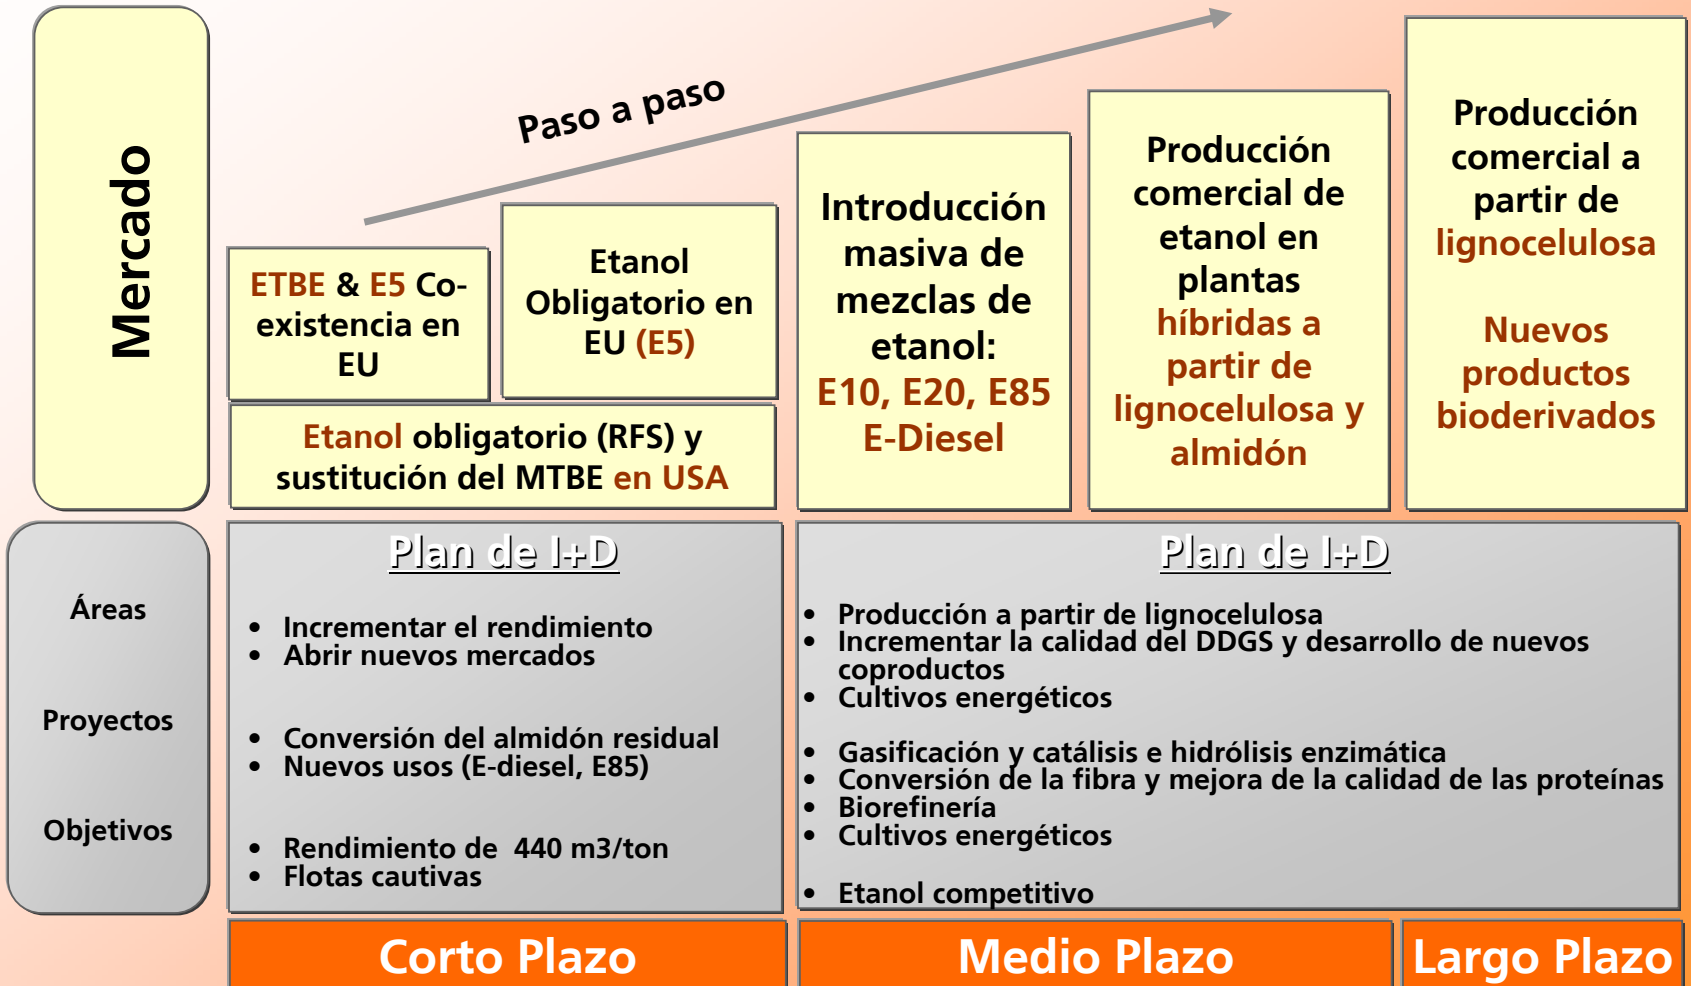 Mercado
Paso a paso
ETBE & E5 Co-
existencia en
EU
Etanol
Obligatorio en
EU (E5)
Etanol obligatorio (RFS) y
sustitución del MTBE en USA
Introducción
masiva de
mezclas de
etanol:
E10, E20, E85
E-Diesel
Producción
comercial de
etanol en
plantas
híbridas a
partir de
lignocelulosa y
almidón
Producción
comercial a
partir de
lignocelulosa
Nuevos
productos
bioderivados
Áreas
Proyectos
Objetivos
Plan de I+D
• Incrementar el rendimiento
• Abrir nuevos mercados
• Conversión del almidón residual
• Nuevos usos (E-diesel, E85)
• Rendimiento de 440 m3/ton
• Flotas cautivas
Plan de I+D
• Producción a partir de lignocelulosa
• Incrementar la calidad del DDGS y desarrollo de nuevos
coproductos
• Cultivos energéticos
• Gasificación y catálisis e hidrólisis enzimática
• Conversión de la fibra y mejora de la calidad de las proteínas
• Biorefinería
• Cultivos energéticos
• Etanol competitivo
Corto Plazo
Medio Plazo
Largo Plazo